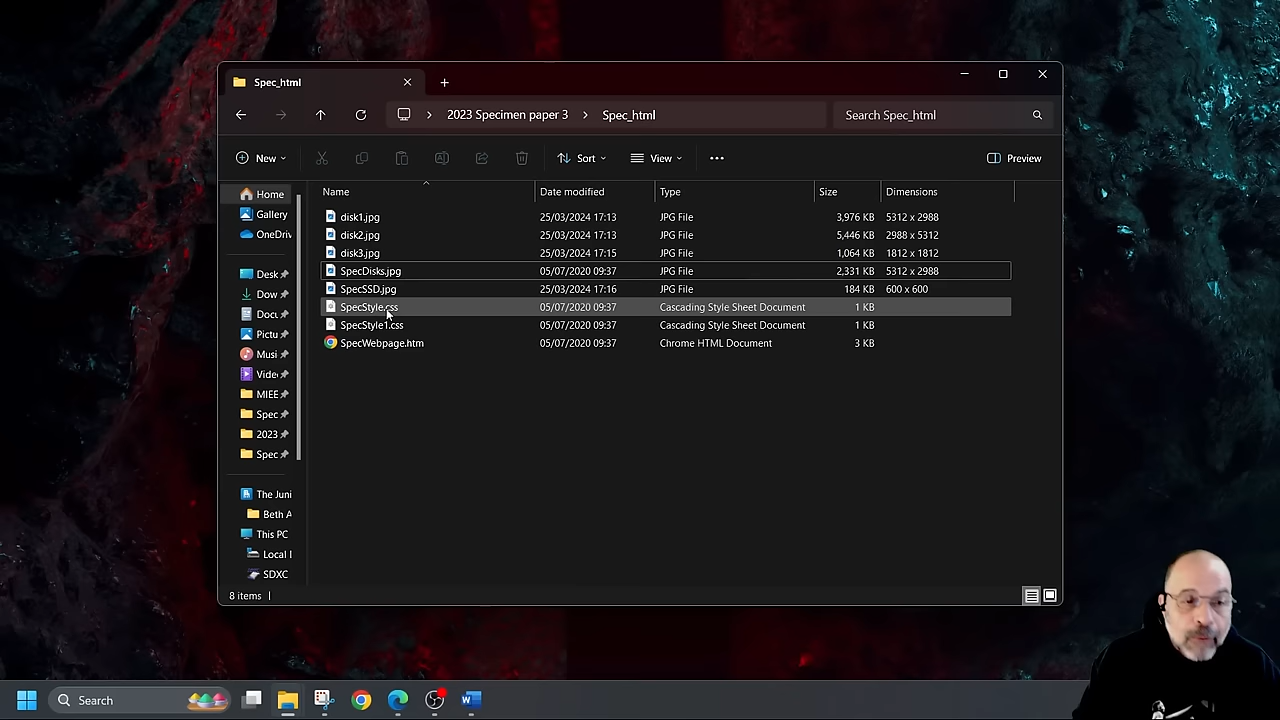 Spec_html
2023 Specimen paper 3 Spec_html Search Spec_html
New Sort View Preview
Name Date modified Type Size Dimensions
disk1.jpg 25/03/2024 17:13 JPG File 3,976 KB 5312 x 2988
disk2.jpg 25/03/2024 17:13 JPG File 5,446 KB 2988 x 5312
disk3.jpg 25/03/2024 17:15 JPG File 1,064 KB 1812 x 1812
SpecDisks.jpg 05/07/2020 09:37 JPG File 2,331 KB 5312 x 2988
SpecSSD.jpg 25/03/2024 17:16 JPG File 184 KB 600 x 600
SpecStyle.css 05/07/2020 09:37 Cascading Style Sheet Document 1 KB
SpecStyle1.css 05/07/2020 09:37 Cascading Style Sheet Document 1 KB
SpecWebpage.htm 05/07/2020 09:37 Chrome HTML Document 3 KB
Home
Gallery
OneDriv
Desk
Dow
Docu
Pictu
Musi
Vide
MIEE
Spec
2023
Spec
The Juni
Beth A
This PC
Local I
SDXC
8 items
Search